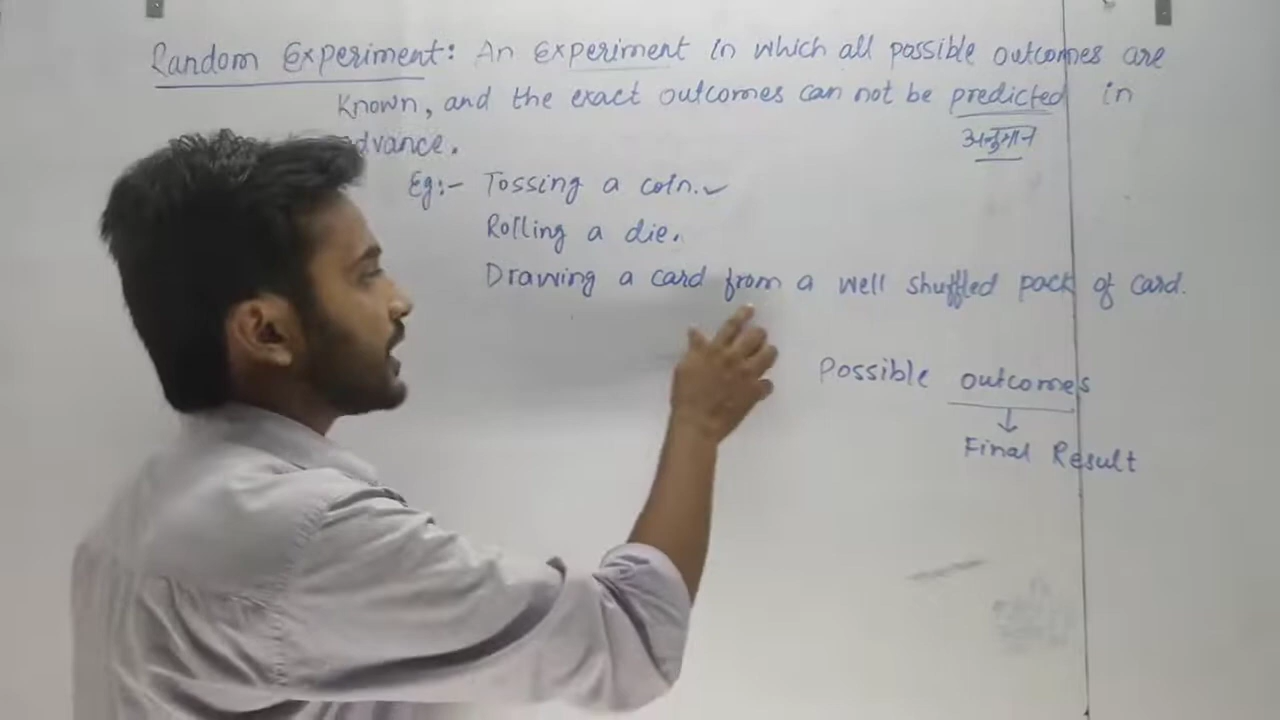 Random Experiment: An Experiment in which all possible outcomes are
Known, and the exact outcomes can not be predicted in
अनुमान
dvance.
Eg:- Tossing a coin.✓
Rolling a die.
Drawing a card from a well shuffled pack of card.
Possible outcomes
↓
Final Result